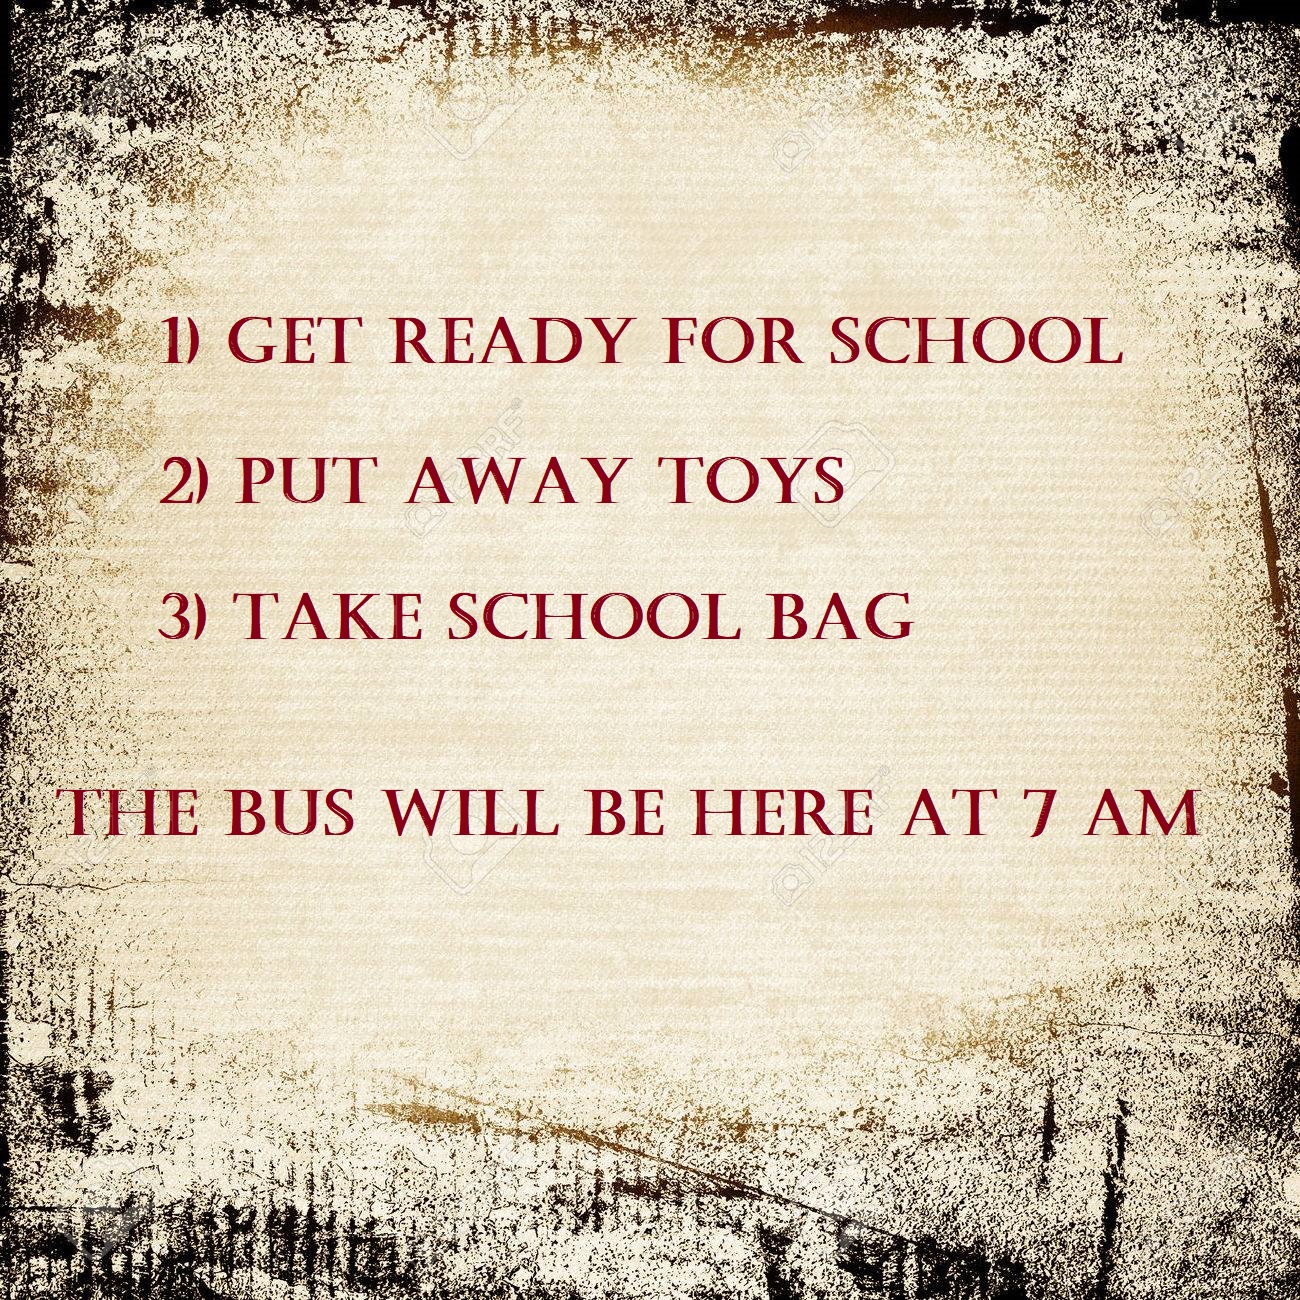 1) GET READY FOR SCHOOL
2) PUT AWAY TOYS
3) TAKE SCHOOL BAG
THE BUS WILL BE HERE AT 7 AM